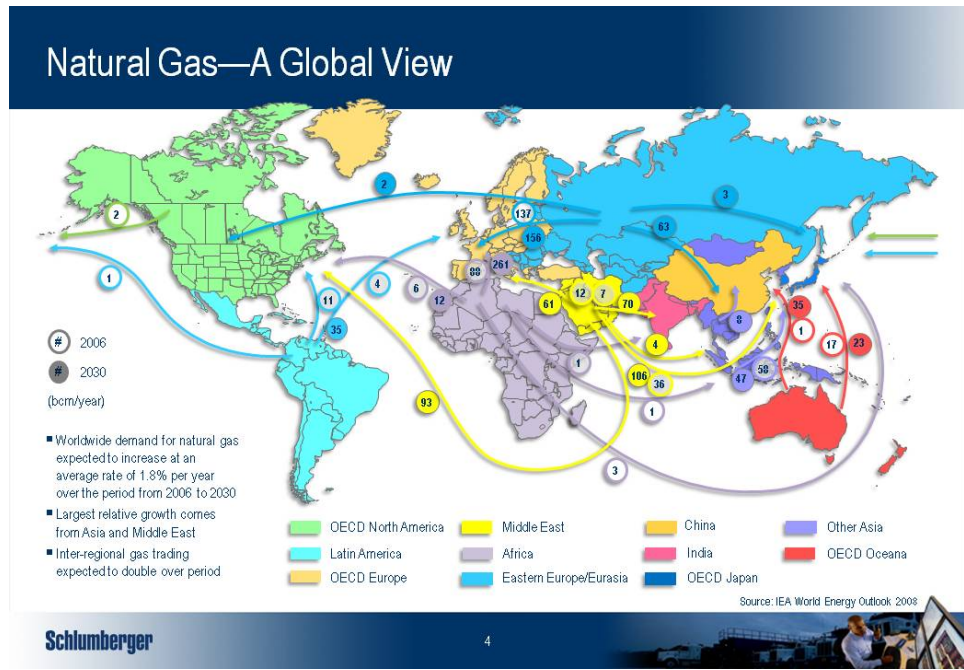 Natural Gas—A Global View
2
3
137
2
156
63
1
88
261
4
6
12
7
11
12
61
70
8
35
35
1
17
23
# 2006
# 2030
(bcm/year)
4
1
106
36
47
58
93
1
3
▪ Worldwide demand for natural gas
expected to increase at an
average rate of 1.8% per year
over the period from 2006 to 2030
▪ Largest relative growth comes
from Asia and Middle East
▪ Inter-regional gas trading
expected to double over period
OECD North America
Middle East
China
Other Asia
Latin America
Africa
India
OECD Oceana
OECD Europe
Eastern Europe/Eurasia
OECD Japan
Source: IEA World Energy Outlook 2008
Schlumberger
4